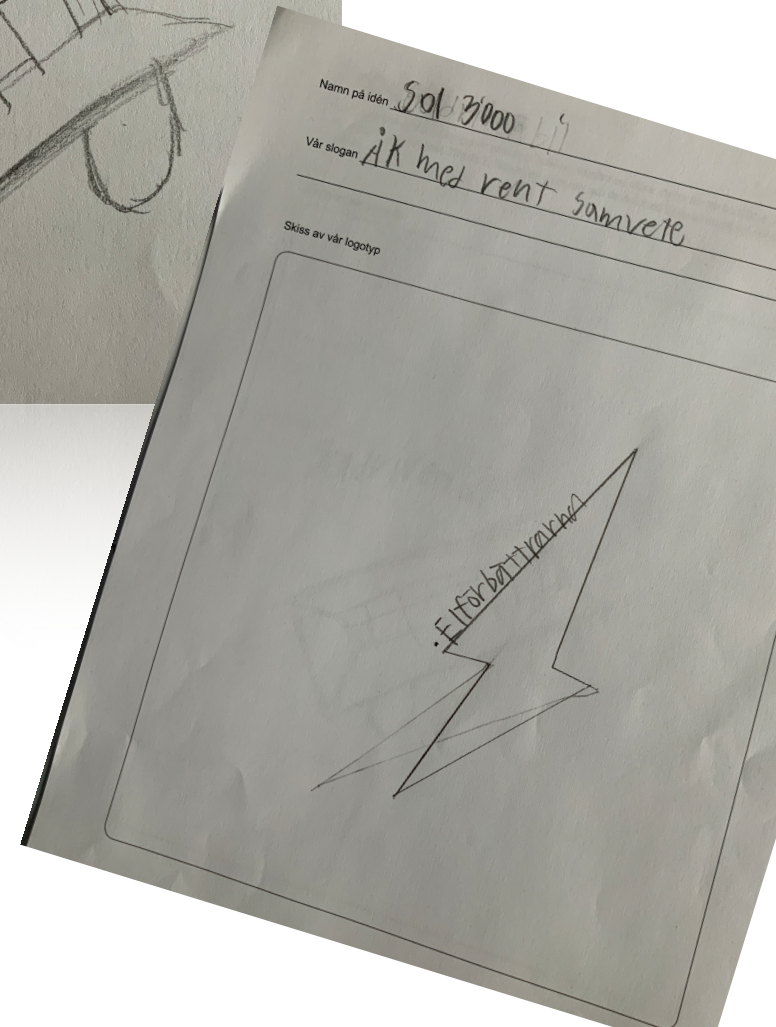 Namn på idén Sol 3000
Vår slogan Åk med rent samvete
Skiss av vår logotyp
Elförbättrarna